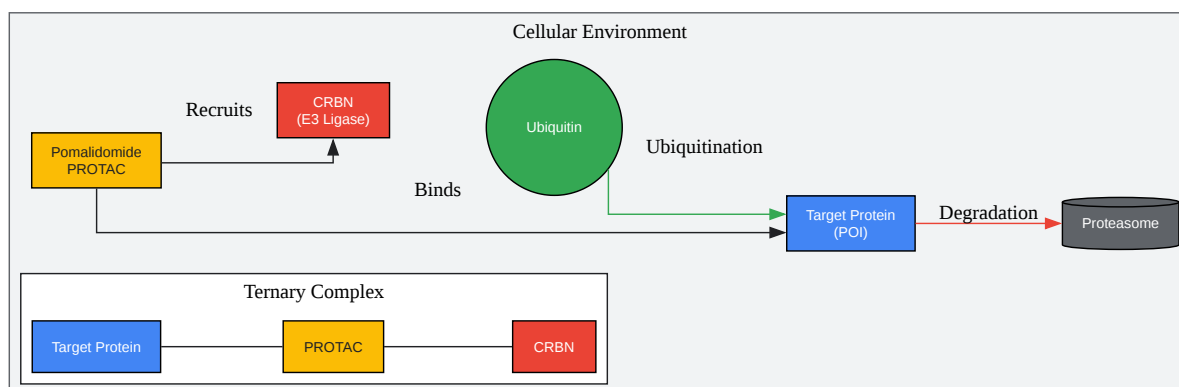 Cellular Environment
Recruits
CRBN
(E3 Ligase)
Ubiquitin
Ubiquitination
Pomalidomide
PROTAC
Binds
Target Protein
(POI)
Degradation
Proteasome
Ternary Complex
Target Protein
PROTAC
CRBN